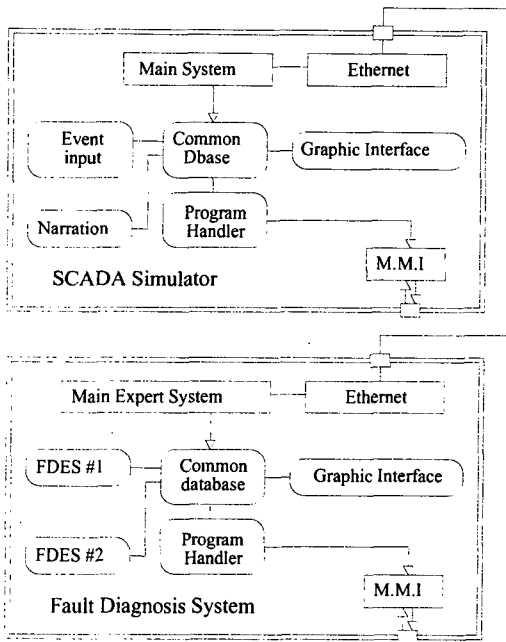 Main System
Ethernet
Event
input
Common
Dbase
Graphic Interface
Narration
Program
Handler
M.M.I
SCADA Simulator
Main Expert System
Ethernet
FDES #1
Common
database
Graphic Interface
FDES #2
Program
Handler
M.M.I
Fault Diagnosis System